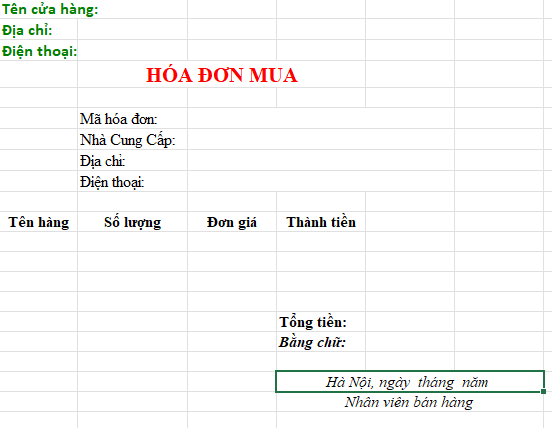 Tên cửa hàng:
Địa chỉ:
Điện thoại:
HÓA ĐƠN MUA
Mã hóa đơn:
Nhà Cung Cấp:
Địa chỉ:
Điện thoại:
Tên hàng Số lượng Đơn giá Thành tiền
Tổng tiền:
Bằng chữ:
Hà Nội, ngày tháng năm
Nhân viên bán hàng